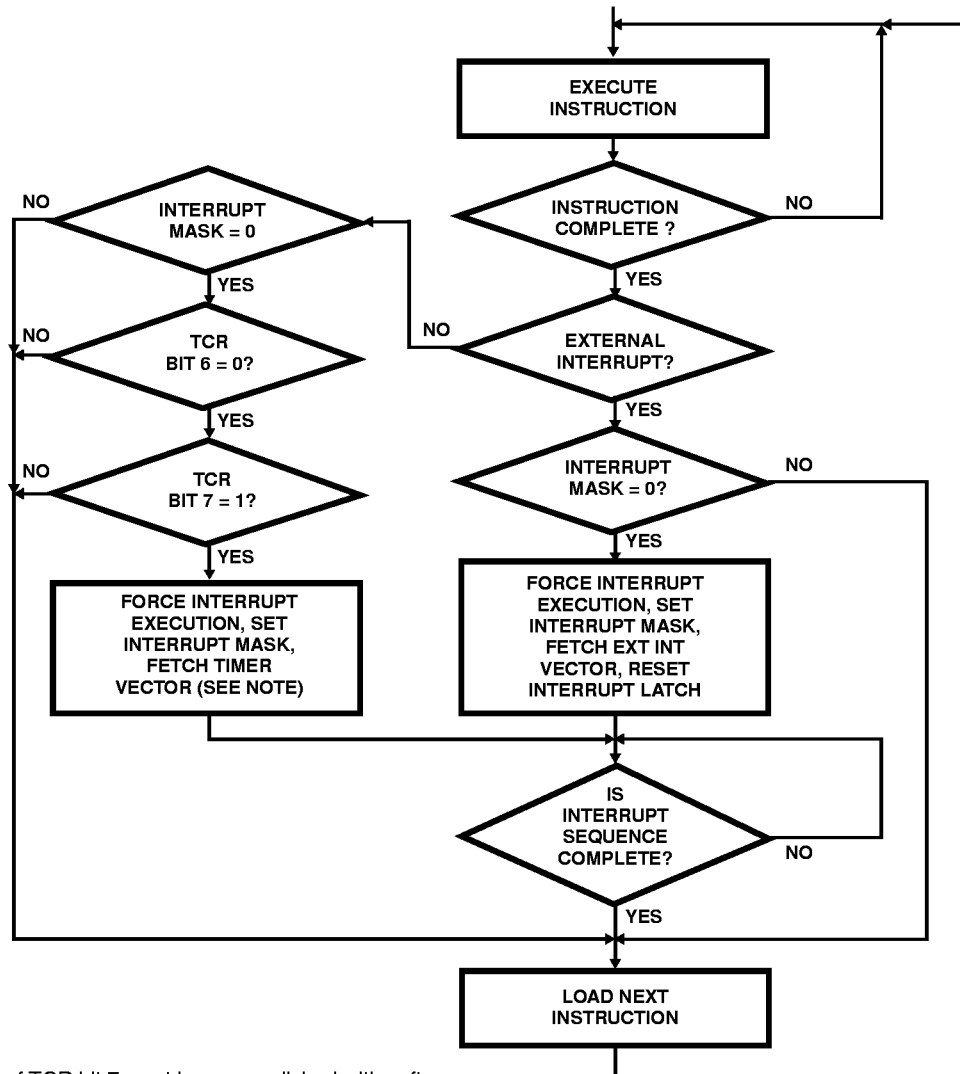 EXECUTE
INSTRUCTION
INSTRUCTION
COMPLETE ?
NO
YES
EXTERNAL
INTERRUPT?
NO
YES
INTERRUPT
MASK = 0?
NO
YES
FORCE INTERRUPT
EXECUTION, SET
INTERRUPT MASK,
FETCH EXT INT
VECTOR, RESET
INTERRUPT LATCH
INTERRUPT
MASK = 0
NO
YES
TCR
BIT 6 = 0?
NO
YES
TCR
BIT 7 = 1?
NO
YES
FORCE INTERRUPT
EXECUTION, SET
INTERRUPT MASK,
FETCH TIMER
VECTOR (SEE NOTE)
IS
INTERRUPT
SEQUENCE
COMPLETE?
NO
YES
LOAD NEXT
INSTRUCTION